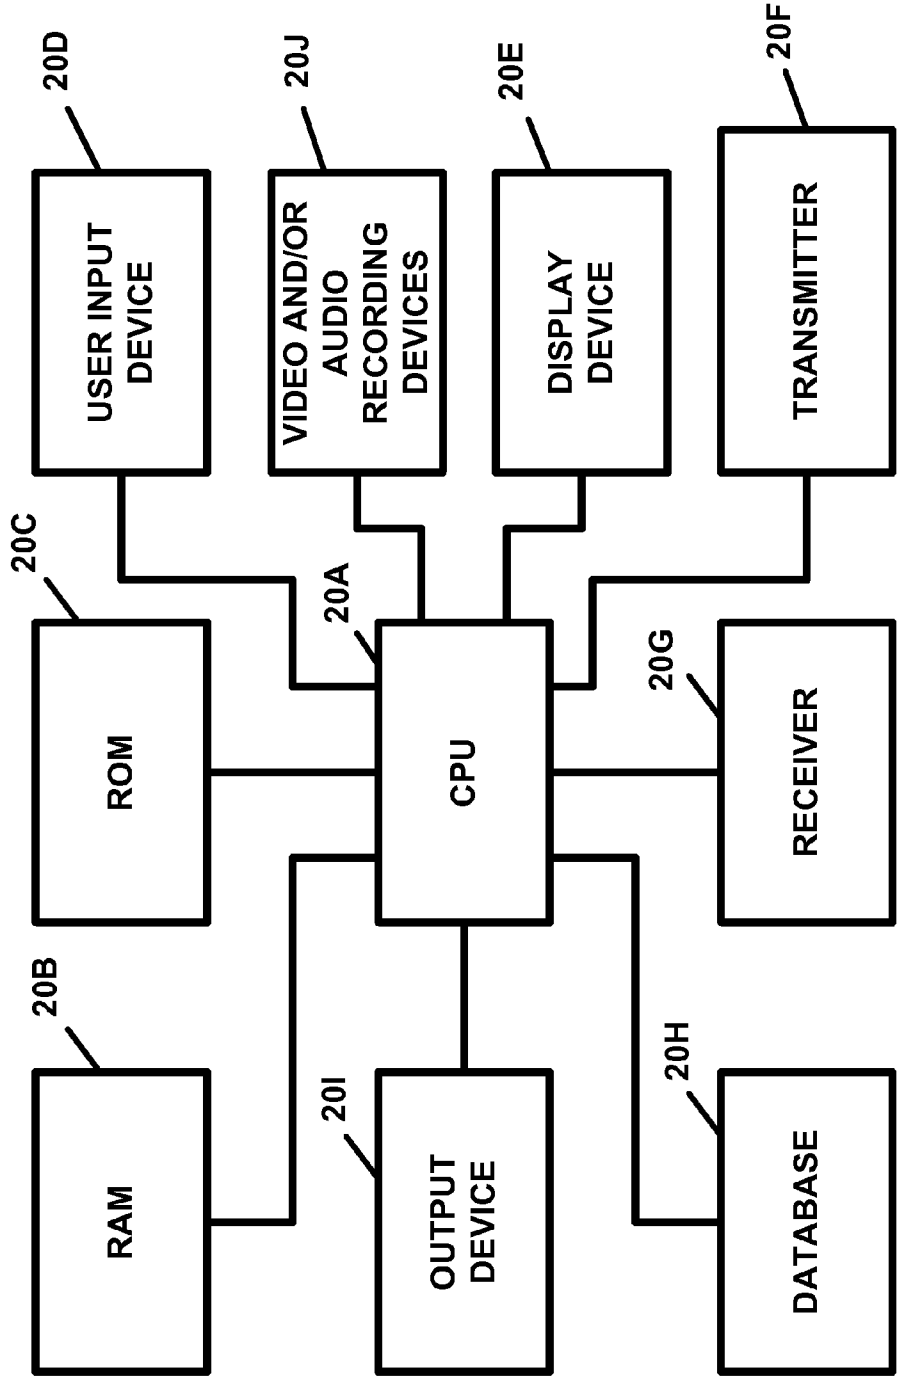 20B
RAM
20C
ROM
20D
USER INPUT
DEVICE
20I
OUTPUT
DEVICE
20A
CPU
20J
VIDEO AND/OR
AUDIO
RECORDING
DEVICES
20E
DISPLAY
DEVICE
20H
DATABASE
20G
RECEIVER
20F
TRANSMITTER